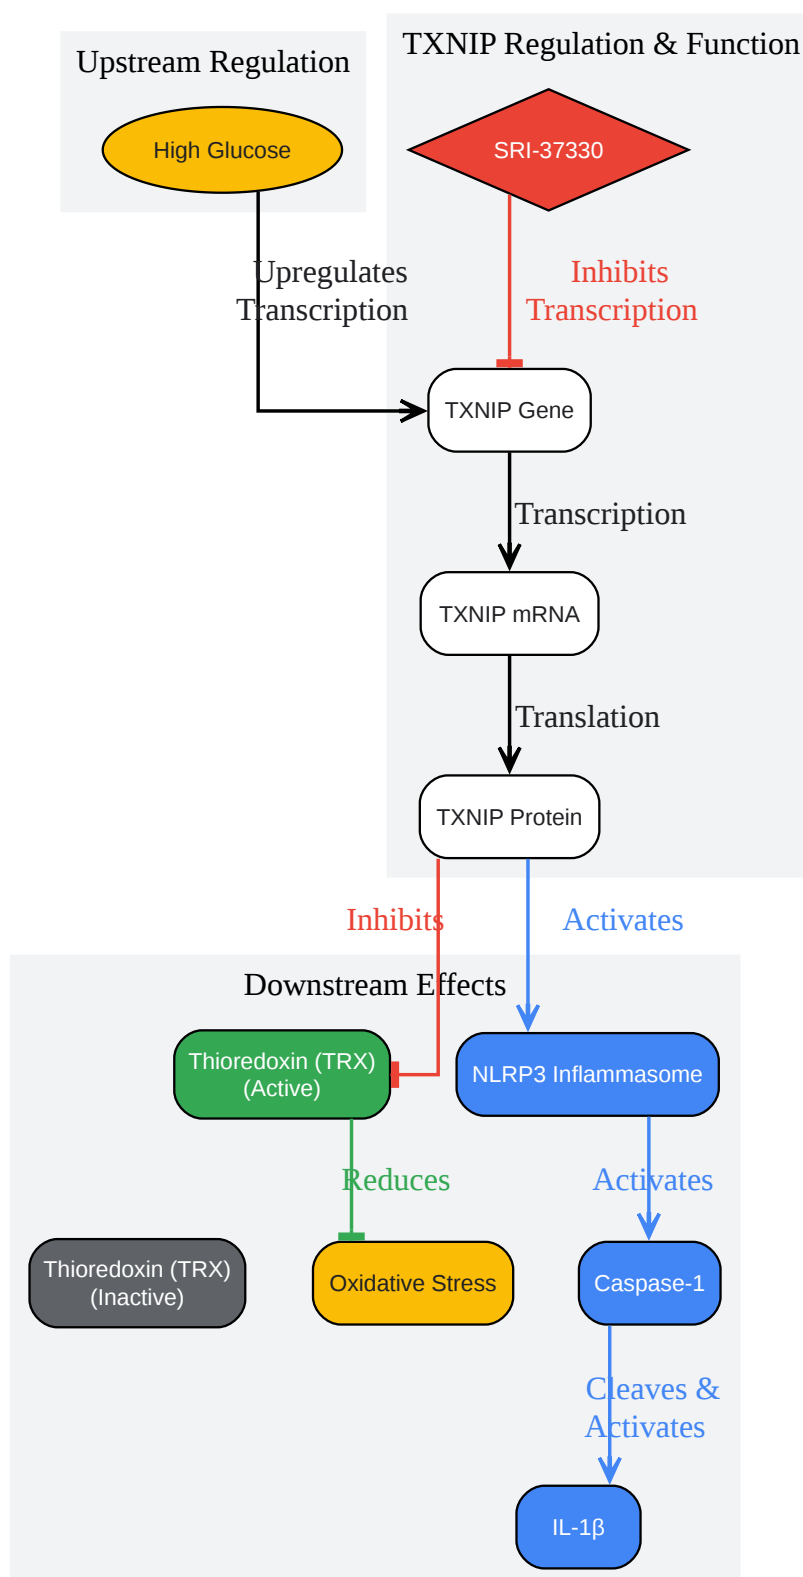 Upstream Regulation
TXNIP Regulation & Function
High Glucose
SRI-37330
Upregulates
Transcription
Inhibits
Transcription
TXNIP Gene
Transcription
TXNIP mRNA
Translation
TXNIP Protein
Inhibits
Activates
Downstream Effects
Thioredoxin (TRX)
(Active)
NLRP3 Inflammasome
Reduces
Activates
Thioredoxin (TRX)
(Inactive)
Oxidative Stress
Caspase-1
Cleaves &
Activates
IL-1β